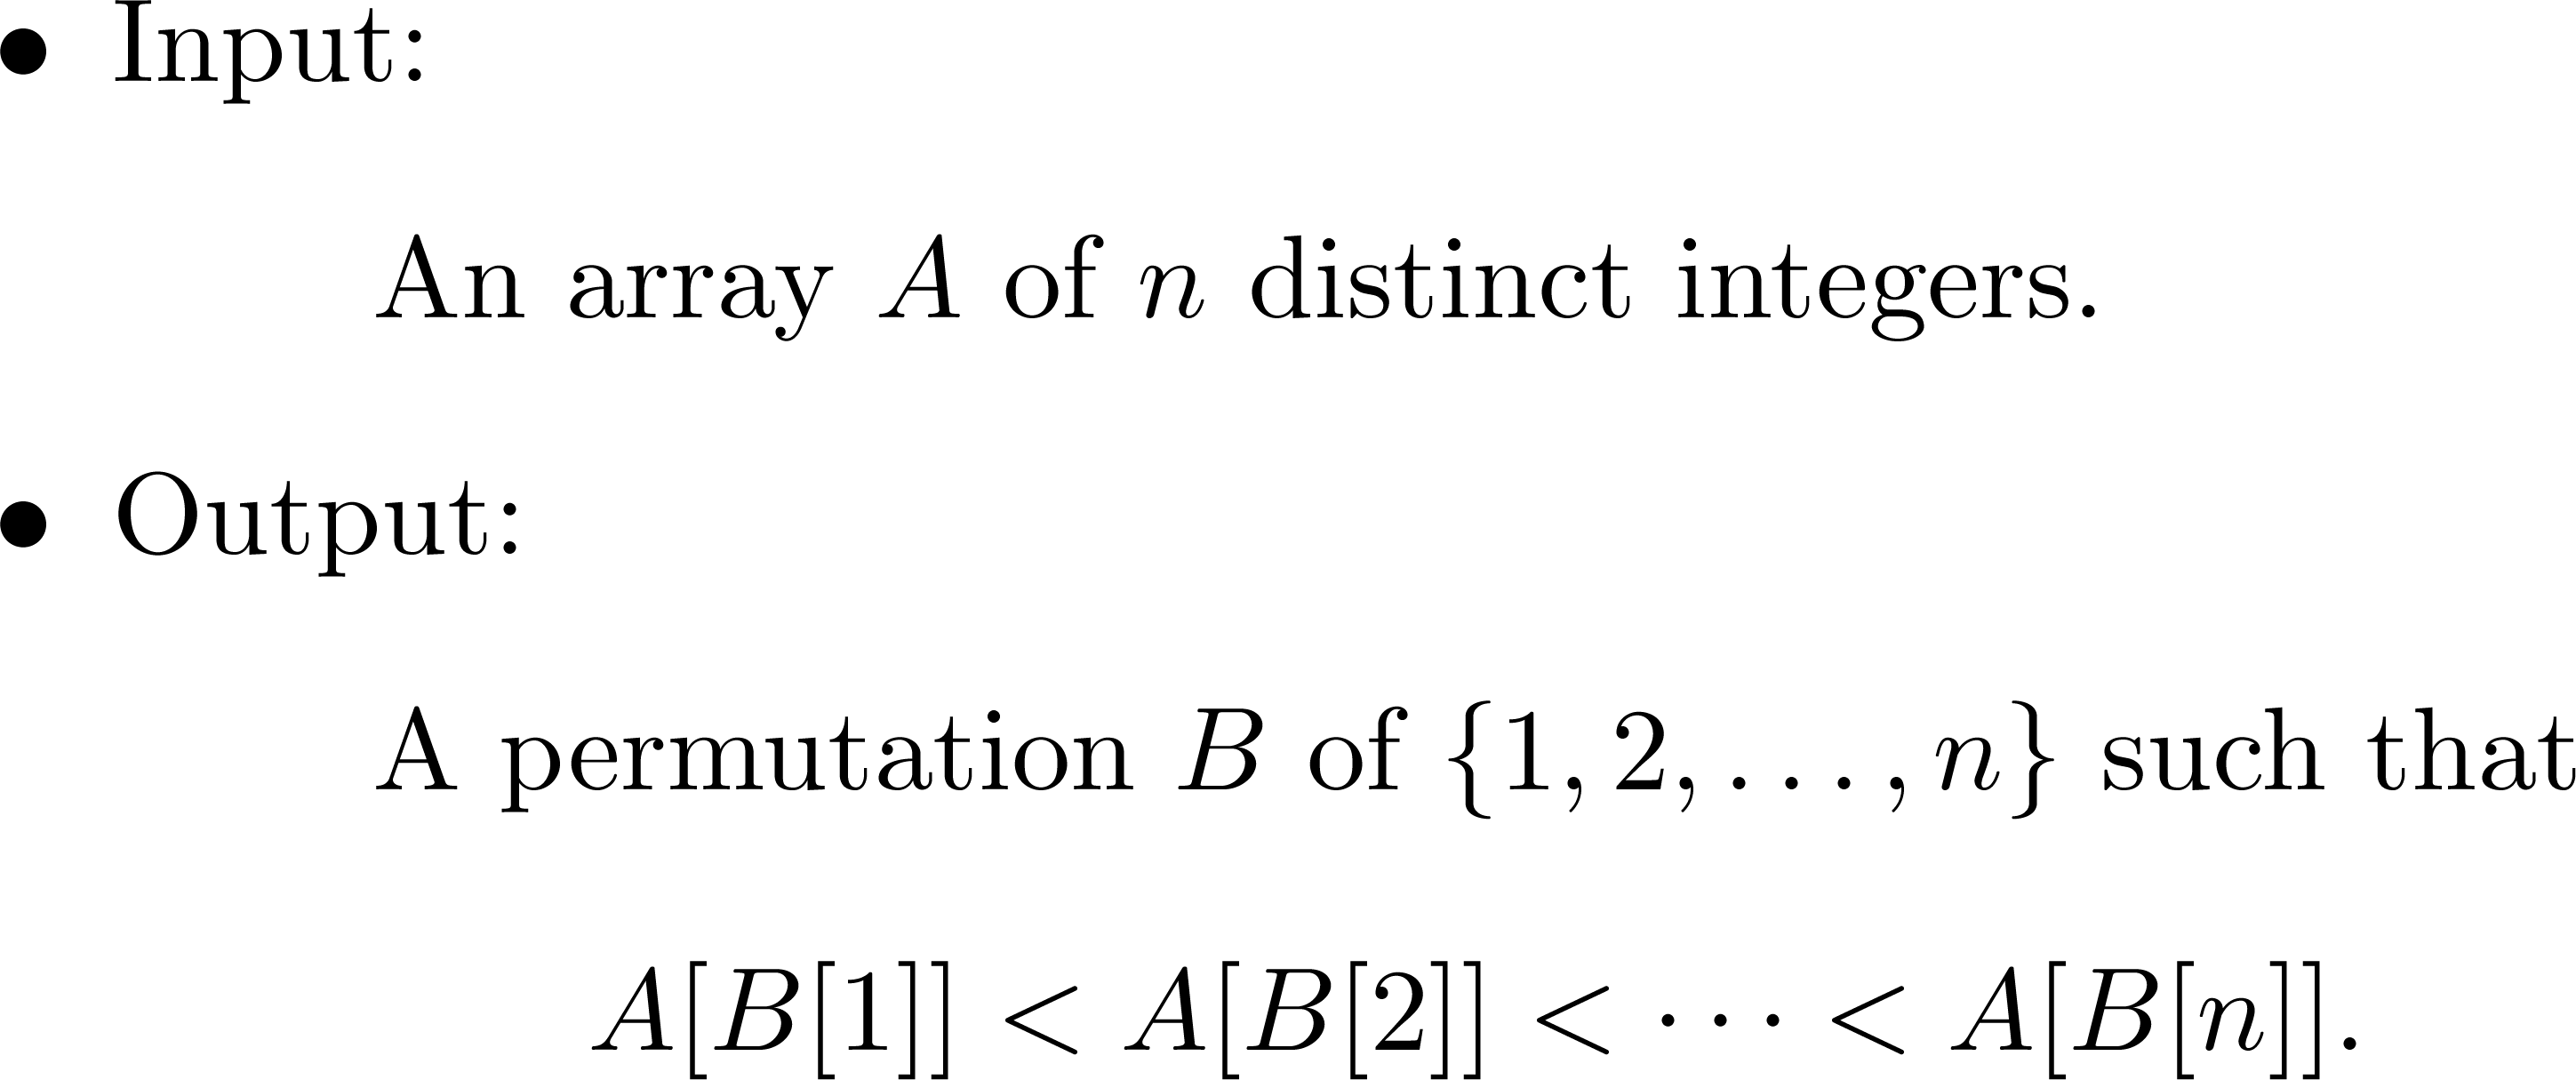 • Input:
An array A of n distinct integers.
• Output:
A permutation B of {1, 2, . . . , n} such that
A[B[1]] < A[B[2]] < · · · < A[B[n]].